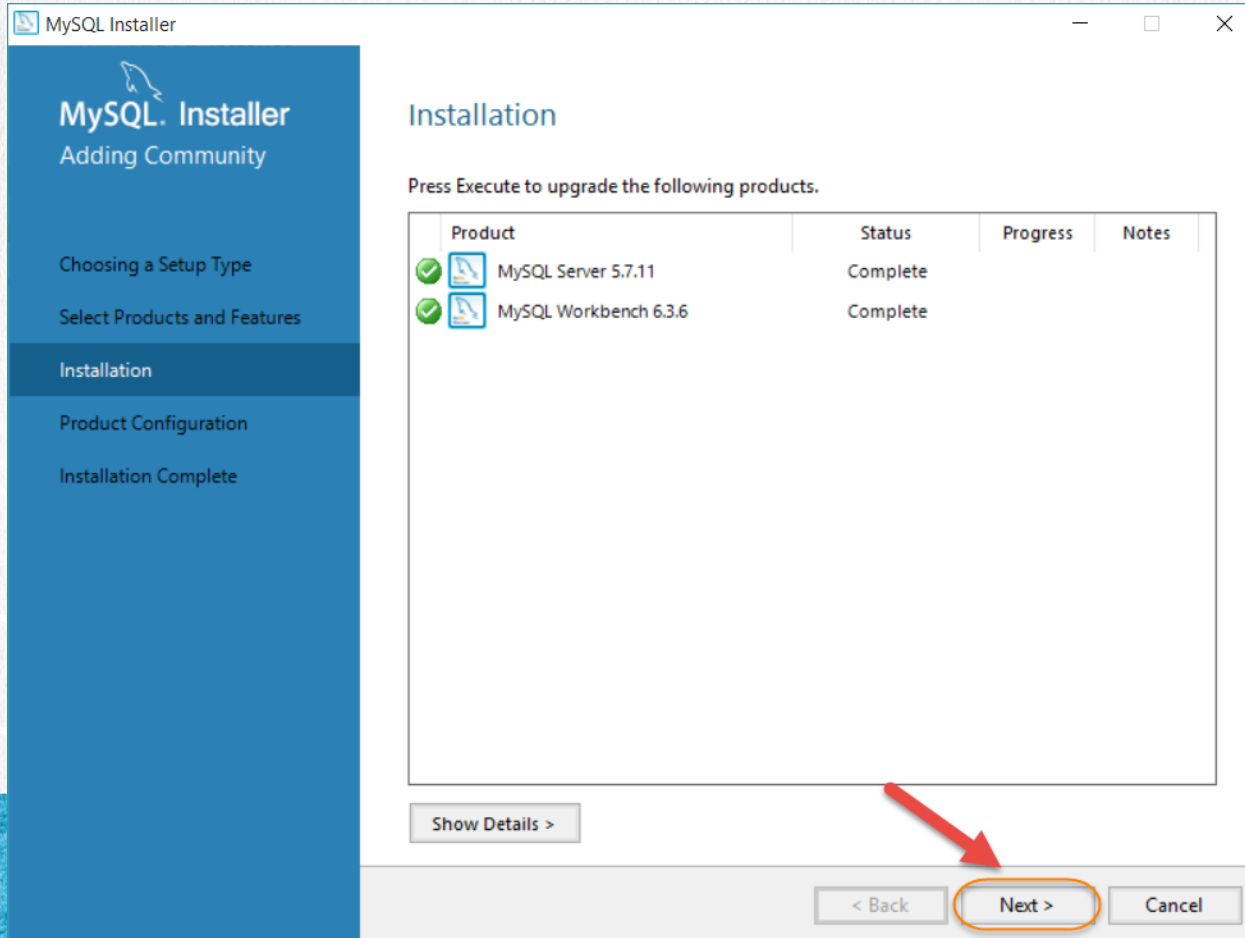 MySQL Installer
MySQL. Installer
Adding Community
Choosing a Setup Type
Select Products and Features
Installation
Product Configuration
Installation Complete
Installation
Press Execute to upgrade the following products.
Product Status Progress Notes
MySQL Server 5.7.11 Complete
MySQL Workbench 6.3.6 Complete
Show Details >
< Back Next > Cancel